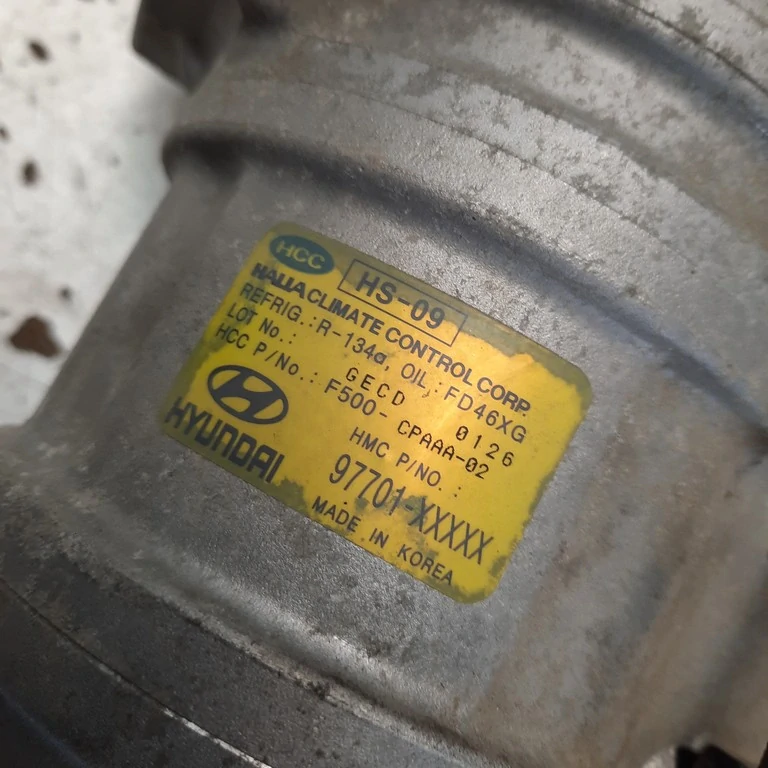 HCC HS-09
HALLA CLIMATE CONTROL CORP.
REFRIG.:R-134a, OIL:FD46XG
LOT No.: GECD 0126
HCC P/No.: F500- CPAAA-02
HYUNDAI
HMC P/NO.:
97701-XXXXX
MADE IN KOREA